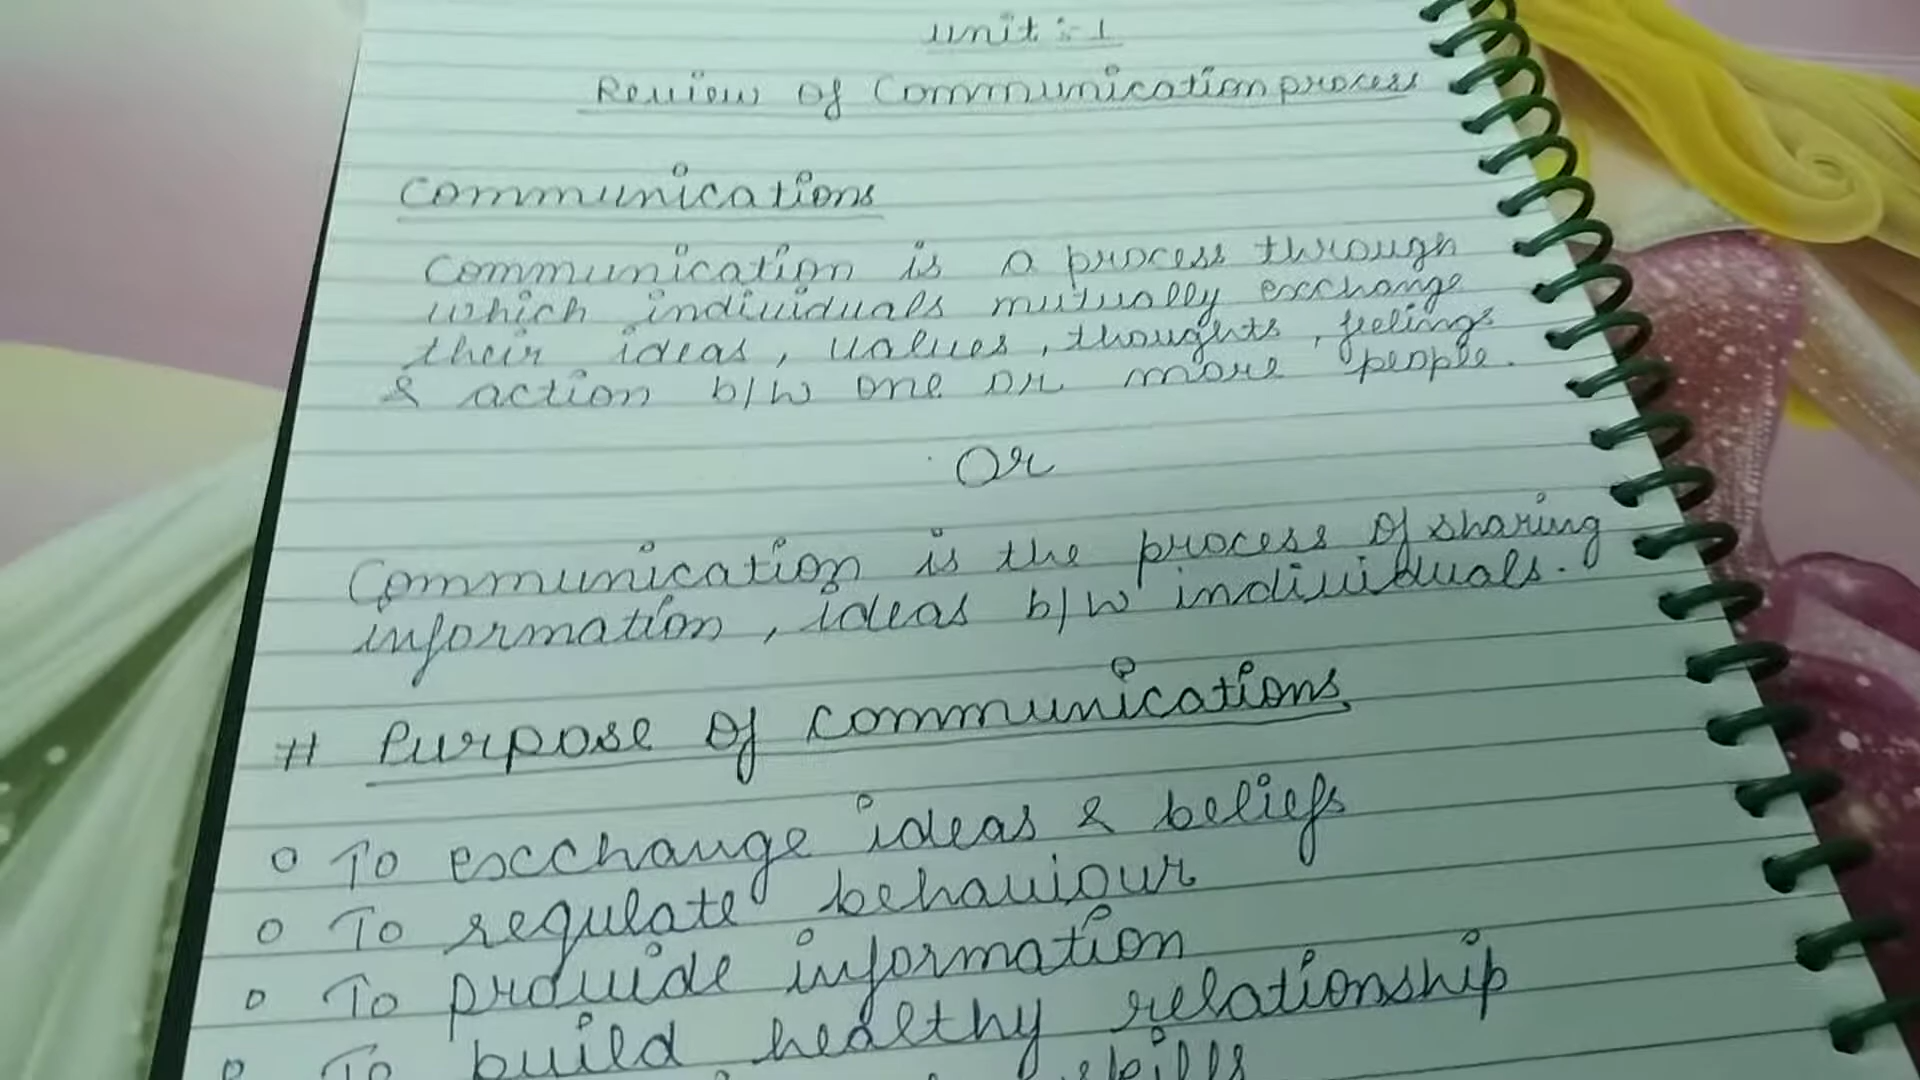 Unit :- 1
Review of Communication process
Communications
Communication is a process through
which individuals mutually exchange
their ideas, values, thoughts, feelings
& action b/w one or more people.
Or
Communication is the process of sharing
information, ideas b/w individuals.
# Purpose of communications
o To exchange ideas & beliefs
o To regulate behaviour
o To provide information
o To build healthy relationship
skills